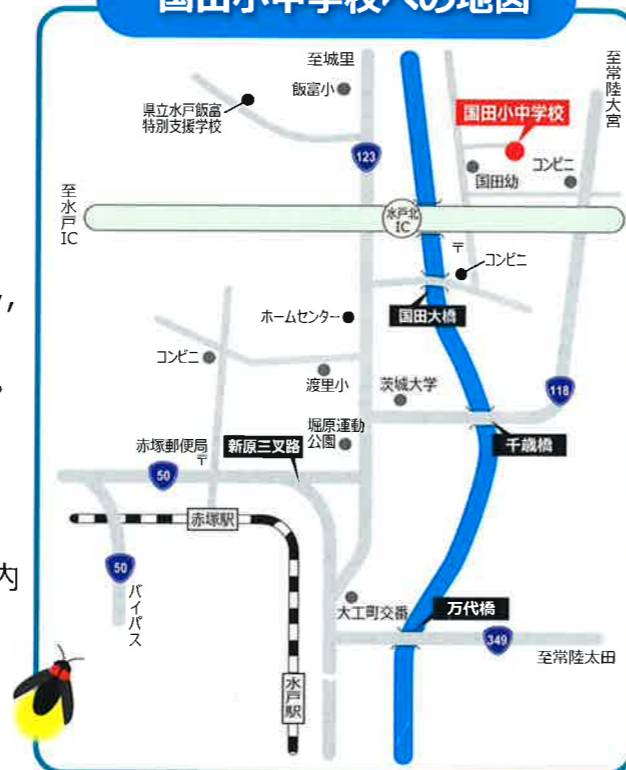 国田小中学校への地図
至城里
飯富小
至常陸大宮
県立水戸飯富
特別支援学校
国田小中学校
123
国田幼
コンビニ
至水戸IC
水戸北
IC
〒
コンビニ
,
ホームセンター
国田大橋
コンビニ
渡里小
茨城大学
118
。
堀原運動
公園
赤塚郵便局
〒
新原三叉路
千歳橋
50
赤塚駅
50
バイパス
内
大工町交番
万代橋
349
至常陸太田
水戸駅